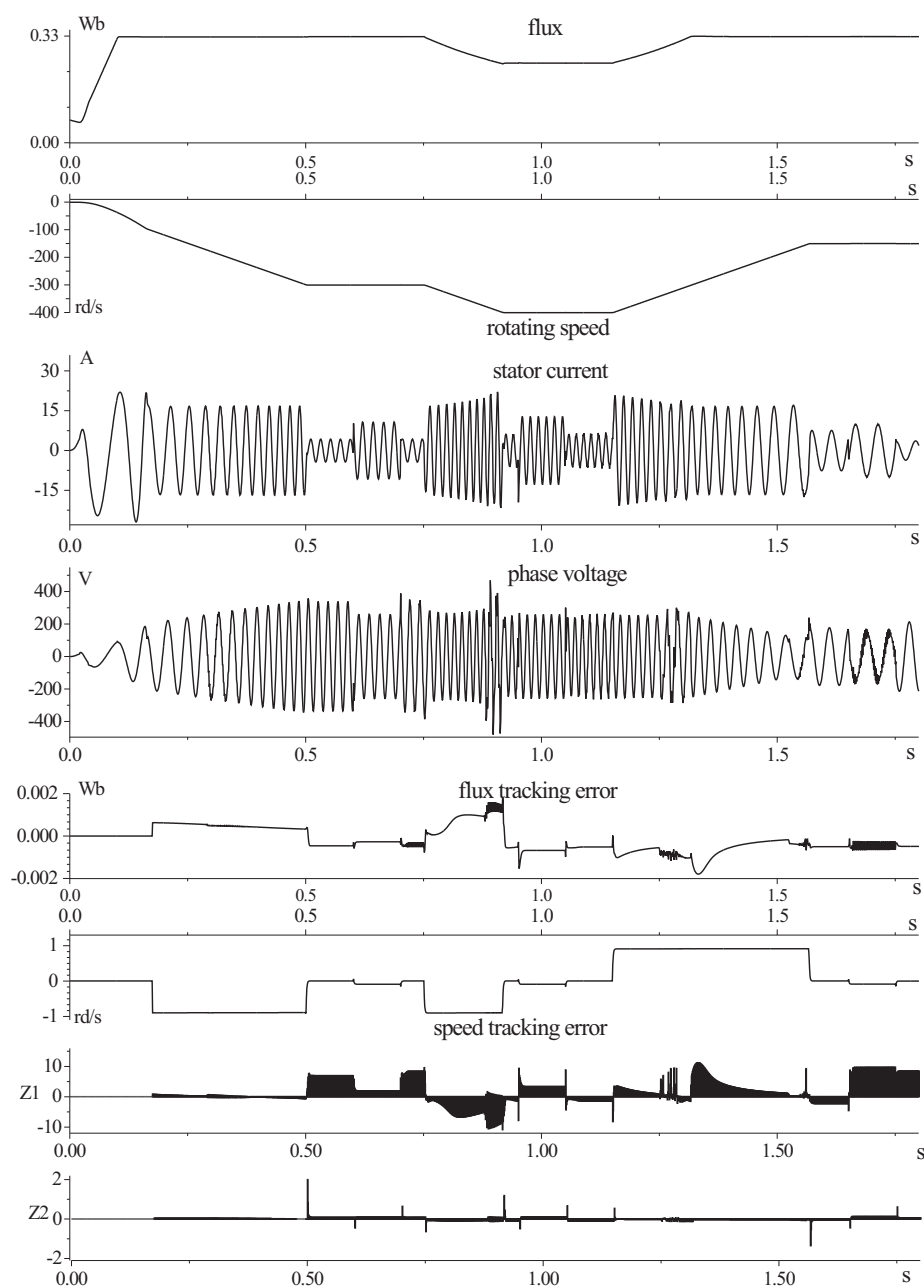 Wb
flux
0.33
0.00
0.0 0.5 1.0 1.5 s
0.0 0.5 1.0 1.5 s
0
-100
-200
-300
-400
rd/s
rotating speed
A
stator current
30
15
0
-15
0.0 0.5 1.0 1.5 s
V
phase voltage
400
200
0
-200
-400
0.0 0.5 1.0 1.5 s
Wb
flux tracking error
0.002
0.000
-0.002
0.0 0.5 1.0 1.5 s
0.0 0.5 1.0 1.5 s
1
0
-1
rd/s
speed tracking error
10
Z1 0
-10
0.00 0.50 1.00 1.50 s
2
Z2 0
-2
0.00 0.50 1.00 1.50 s